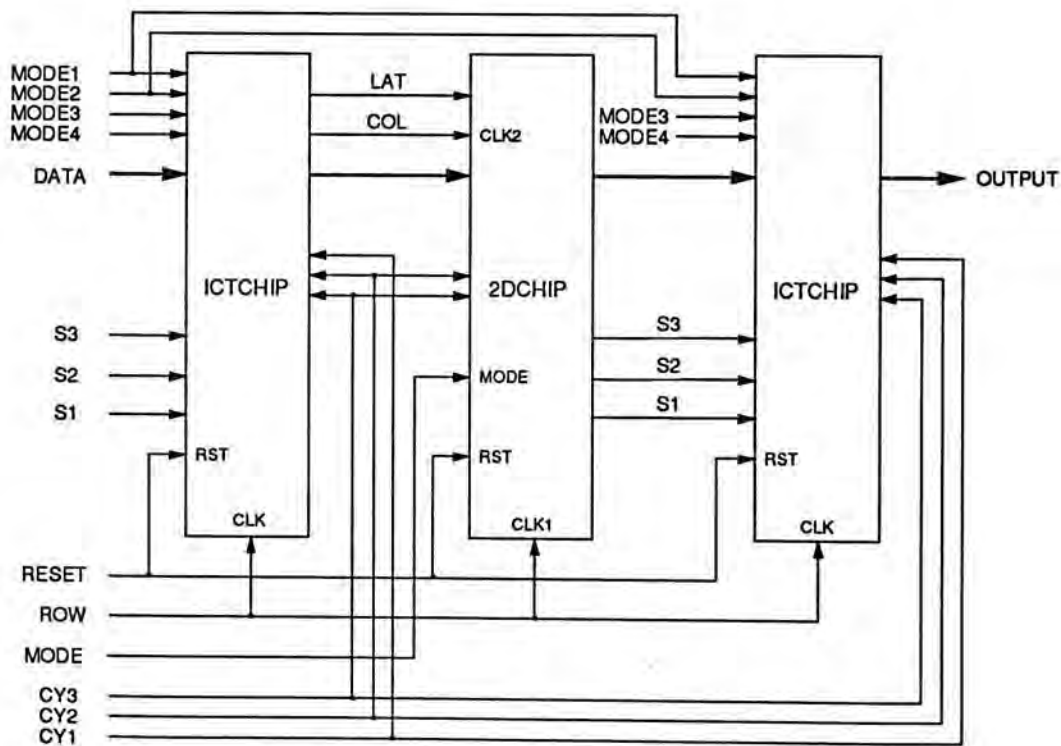 MODE1
MODE2
MODE3
MODE4
DATA
S3
S2
S1
RESET
ROW
MODE
CY3
CY2
CY1
ICTCHIP
RST
CLK
LAT
COL
CLK2
2DCHIP
MODE
RST
CLK1
MODE3
MODE4
S3
S2
S1
ICTCHIP
RST
CLK
OUTPUT